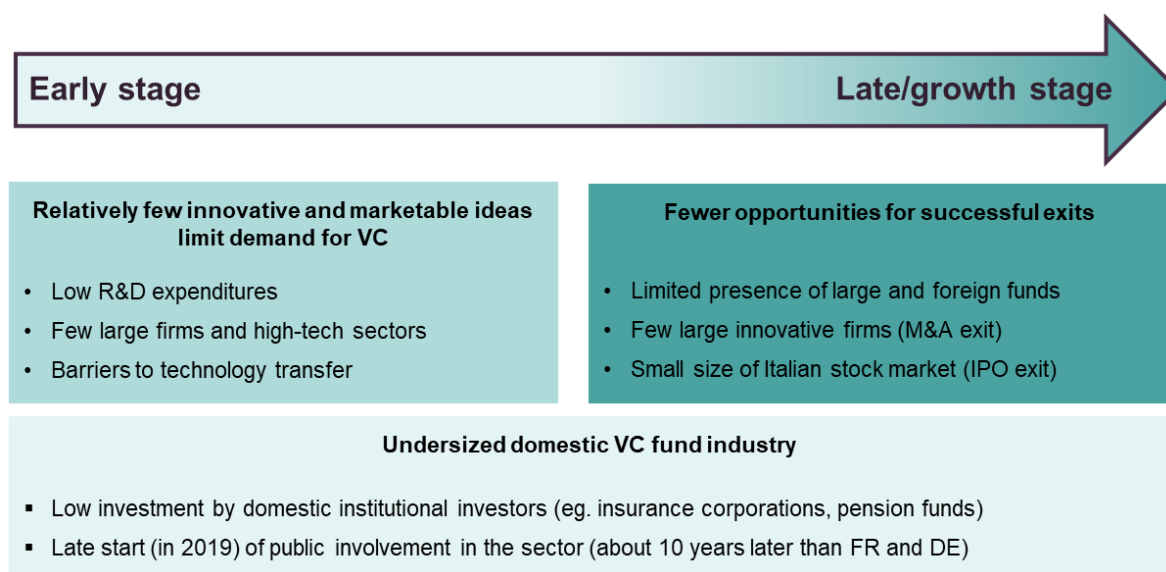 Early stage
Late/growth stage
Relatively few innovative and marketable ideas
limit demand for VC
• Low R&D expenditures
• Few large firms and high-tech sectors
• Barriers to technology transfer
Fewer opportunities for successful exits
• Limited presence of large and foreign funds
• Few large innovative firms (M&A exit)
• Small size of Italian stock market (IPO exit)
Undersized domestic VC fund industry
▪ Low investment by domestic institutional investors (eg. insurance corporations, pension funds)
▪ Late start (in 2019) of public involvement in the sector (about 10 years later than FR and DE)